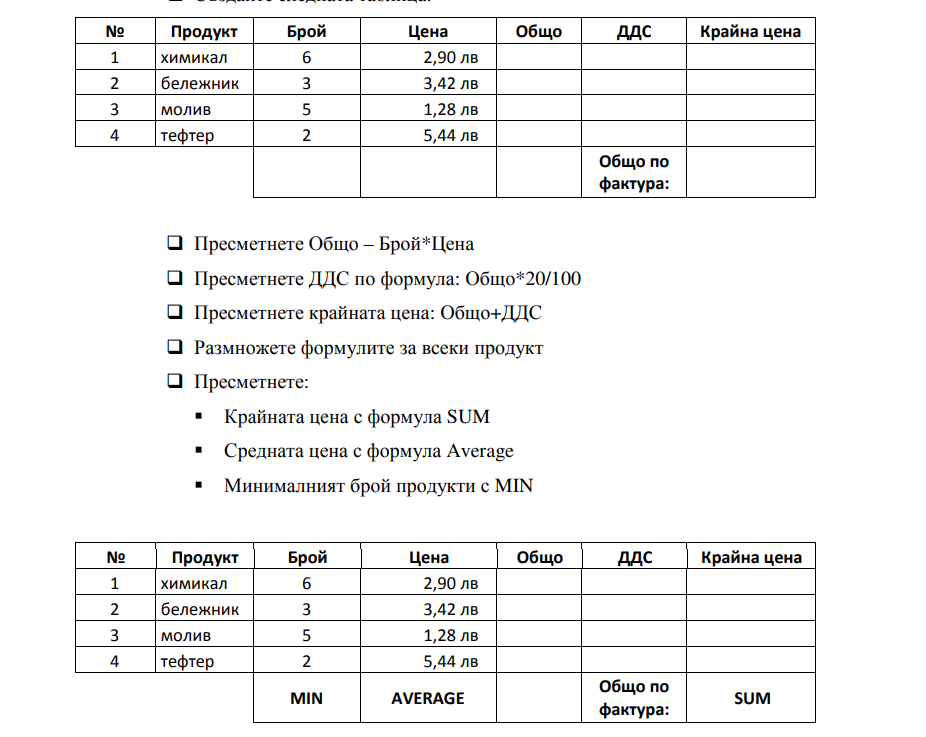 № Продукт Брой Цена Общо ДДС Крайна цена
1 химикал 6 2,90 лв
2 бележник 3 3,42 лв
3 молив 5 1,28 лв
4 тефтер 2 5,44 лв
Общо по
фактура:
❑ Пресметнете Общо – Брой*Цена
❑ Пресметнете ДДС по формула: Общо*20/100
❑ Пресметнете крайната цена: Общо+ДДС
❑ Размножете формулите за всеки продукт
❑ Пресметнете:
▪ Крайната цена с формула SUM
▪ Средната цена с формула Average
▪ Минималният брой продукти с MIN
№ Продукт Брой Цена Общо ДДС Крайна цена
1 химикал 6 2,90 лв
2 бележник 3 3,42 лв
3 молив 5 1,28 лв
4 тефтер 2 5,44 лв
MIN AVERAGE Общо по фактура: SUM